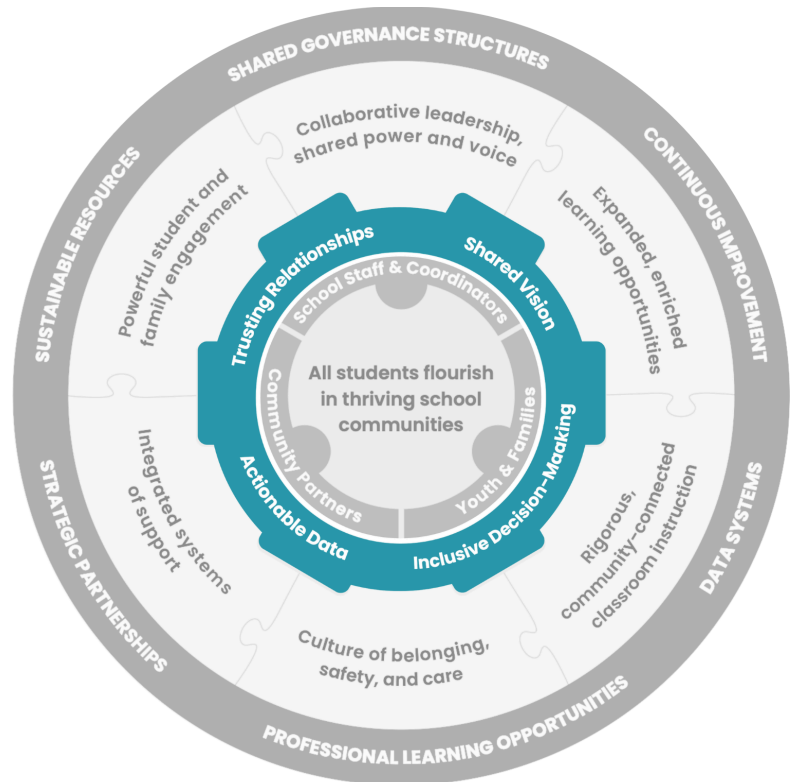 SHARED GOVERNANCE STRUCTURES
CONTINUOUS IMPROVEMENT
DATA SYSTEMS
PROFESSIONAL LEARNING OPPORTUNITIES
STRATEGIC PARTNERSHIPS
SUSTAINABLE RESOURCES
Collaborative leadership,
shared power and voice
Expanded, enriched
learning opportunities
Rigorous,
community-connected
classroom instruction
Culture of belonging,
safety, and care
Integrated systems
of support
Powerful student and
family engagement
Trusting Relationships
Shared Vision
Inclusive Decision-Maaking
Actionable Data
School Staff & Coordinators
Youth & Families
Community Partners
All students flourish
in thriving school
communities